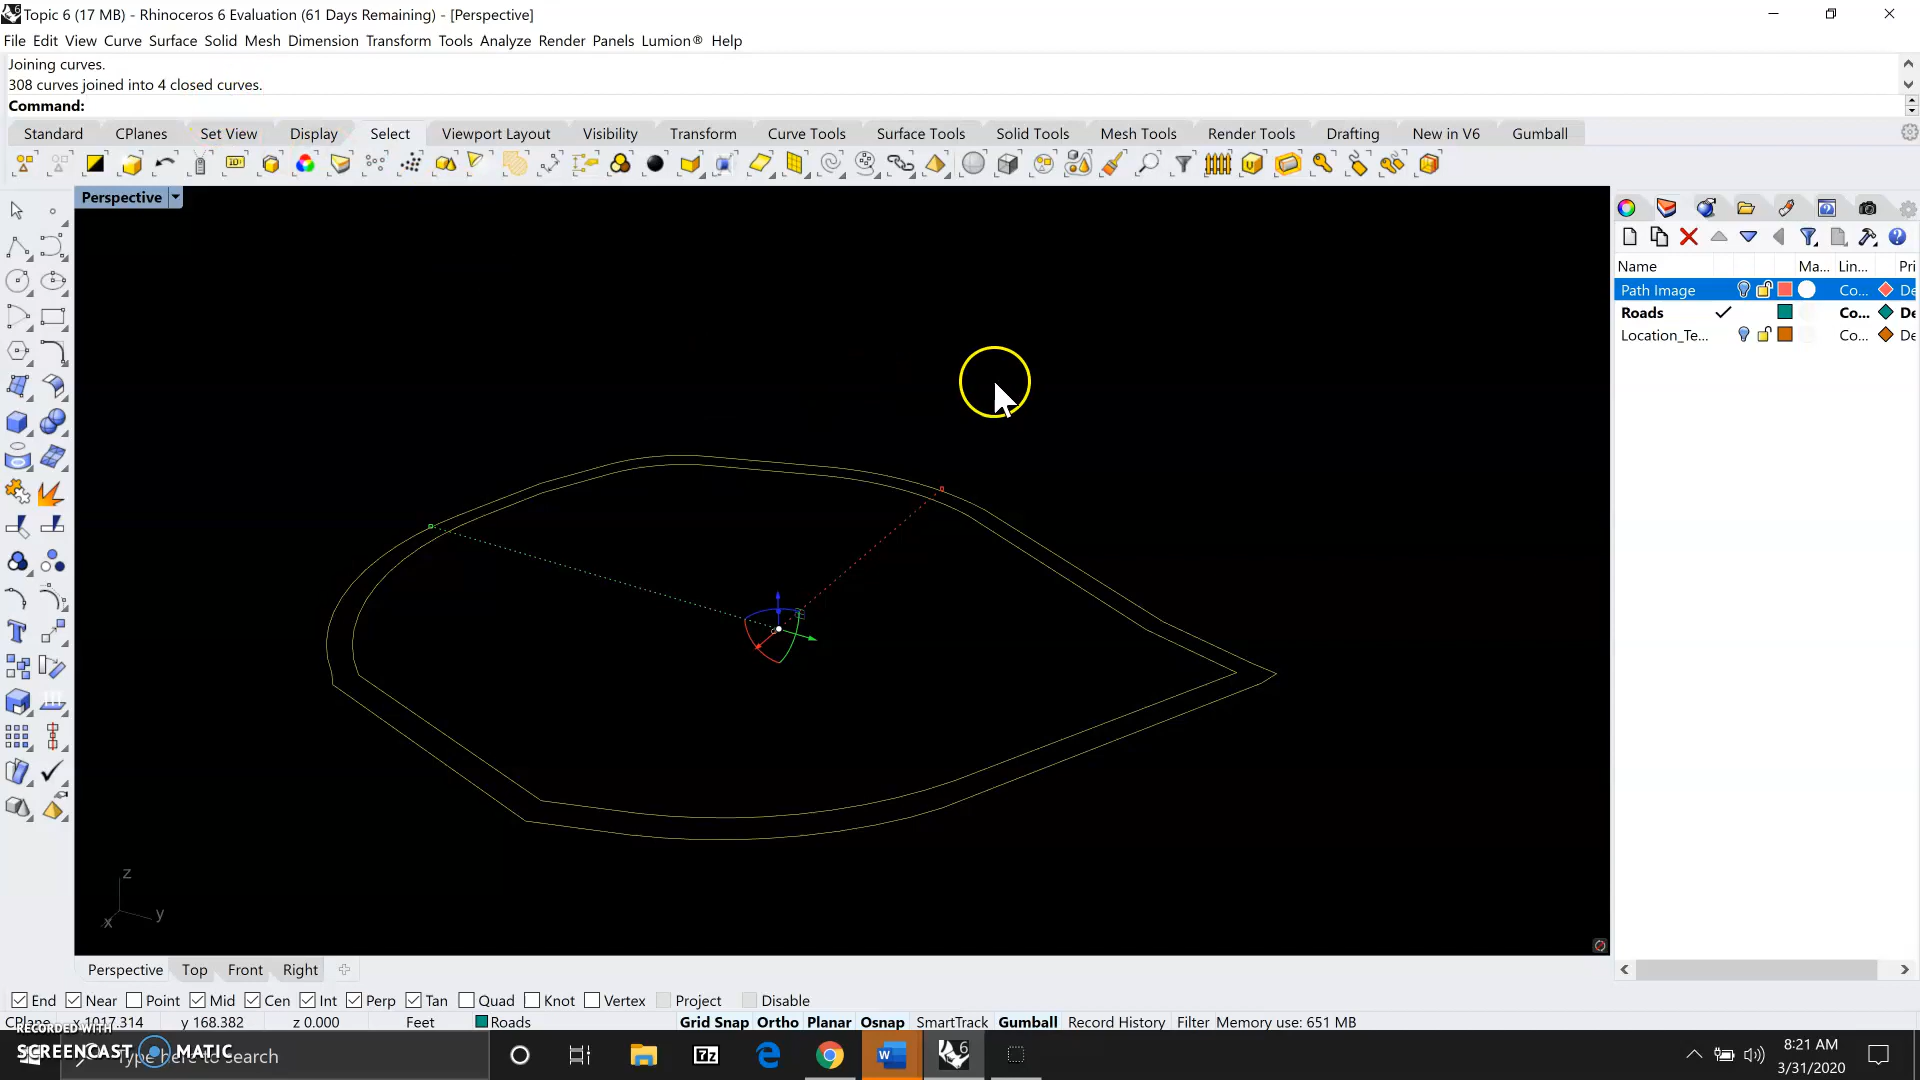 Topic 6 (17 MB) - Rhinoceros 6 Evaluation (61 Days Remaining) - [Perspective]
File Edit View Curve Surface Solid Mesh Dimension Transform Tools Analyze Render Panels Lumion® Help
Joining curves.
308 curves joined into 4 closed curves.
Command:
Standard CPlanes Set View Display Select Viewport Layout Visibility Transform Curve Tools Surface Tools Solid Tools Mesh Tools Render Tools Drafting New in V6 Gumball
Perspective
Name Ma... Lin... Pri
Path Image Co... De
Roads Co... De
Location_Te... Co... De
z
y
x
Perspective Top Front Right
End Near Point Mid Cen Int Perp Tan Quad Knot Vertex Project Disable
CPlane x 1017.314 y 168.382 z 0.000 Feet Roads Grid Snap Ortho Planar Osnap SmartTrack Gumball Record History Filter Memory use: 651 MB
RECORDED WITH
SCREENCAST MATIC
Type here to search
8:21 AM
3/31/2020